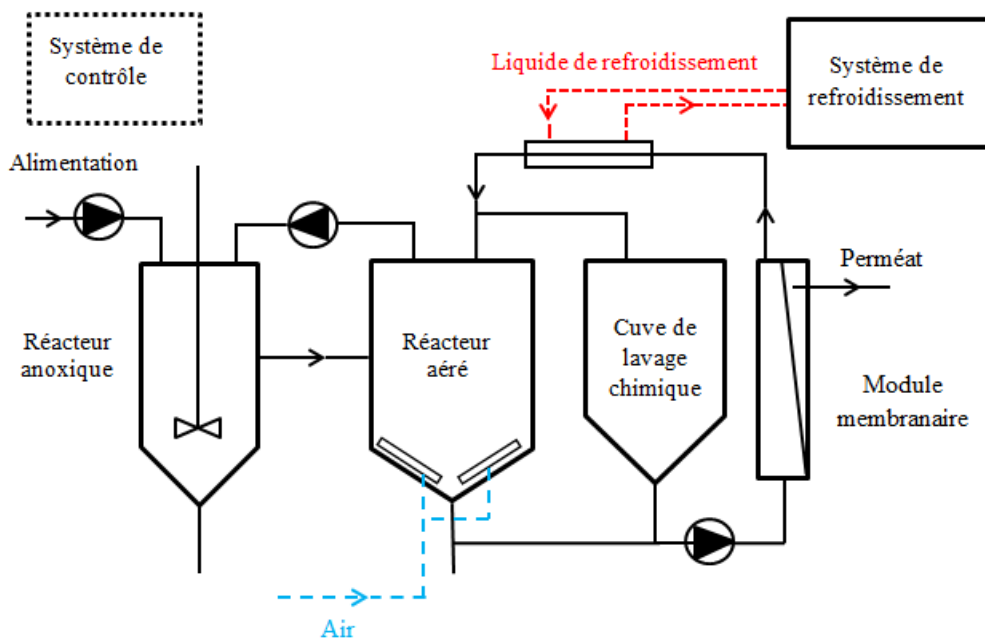 Système de
contrôle
Liquide de refroidissement
Système de
refroidissement
Alimentation
Perméat
Réacteur
anoxique
Réacteur
aéré
Cuve de
lavage
chimique
Module
membranaire
Air